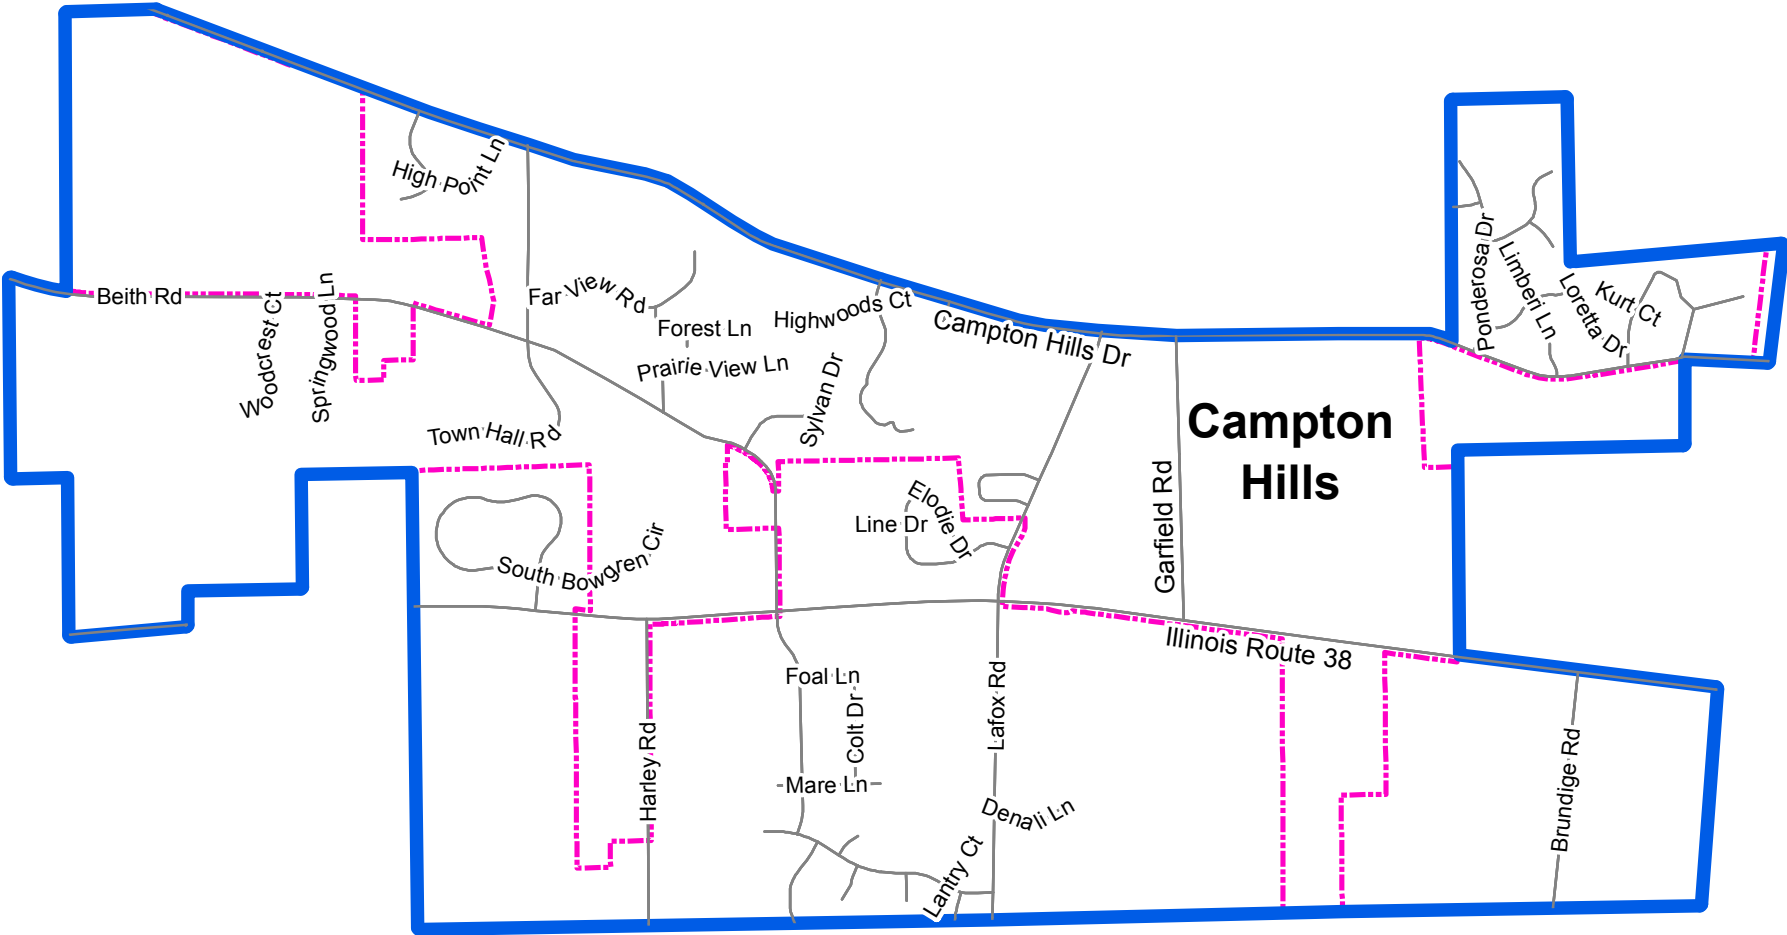 High Point Ln
Beith Rd
Woodcrest Ct
Springwood Ln
Far View Rd
Forest Ln
Prairie View Ln
Highwoods Ct
Sylvan Dr
Campton Hills Dr
Town Hall Rd
Ponderosa Dr
Limberi Ln
Loretta Dr
Kurt Ct
Campton
Hills
Garfield Rd
Elodie Dr
Line Dr
South Bowgren Cir
Illinois Route 38
Foal Ln
Colt Dr
Mare Ln
Harley Rd
Lafox Rd
Denali Ln
Lantry Ct
Brundige Rd